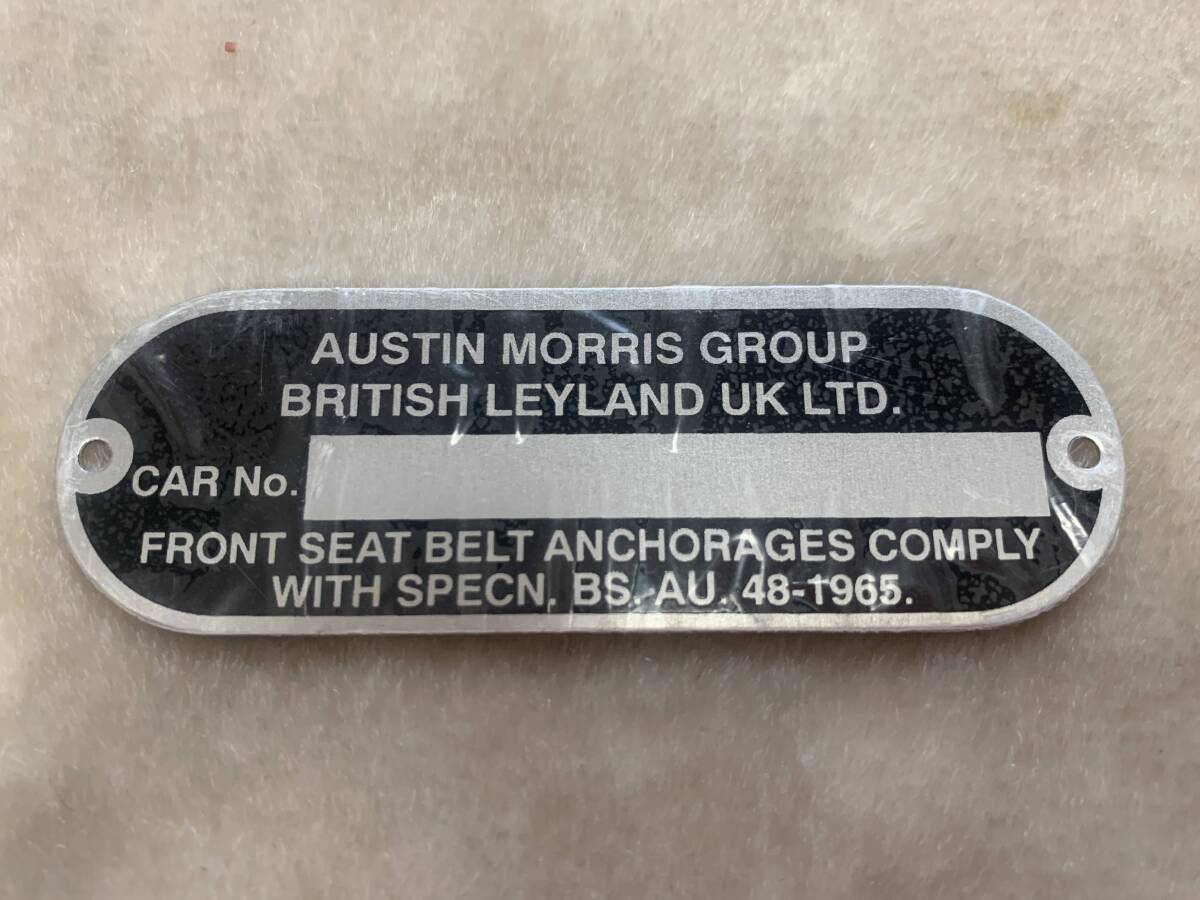 AUSTIN MORRIS GROUP
BRITISH LEYLAND UK LTD.
CAR No.
FRONT SEAT BELT ANCHORAGES COMPLY
WITH SPECN. BS. AU. 48-1965.